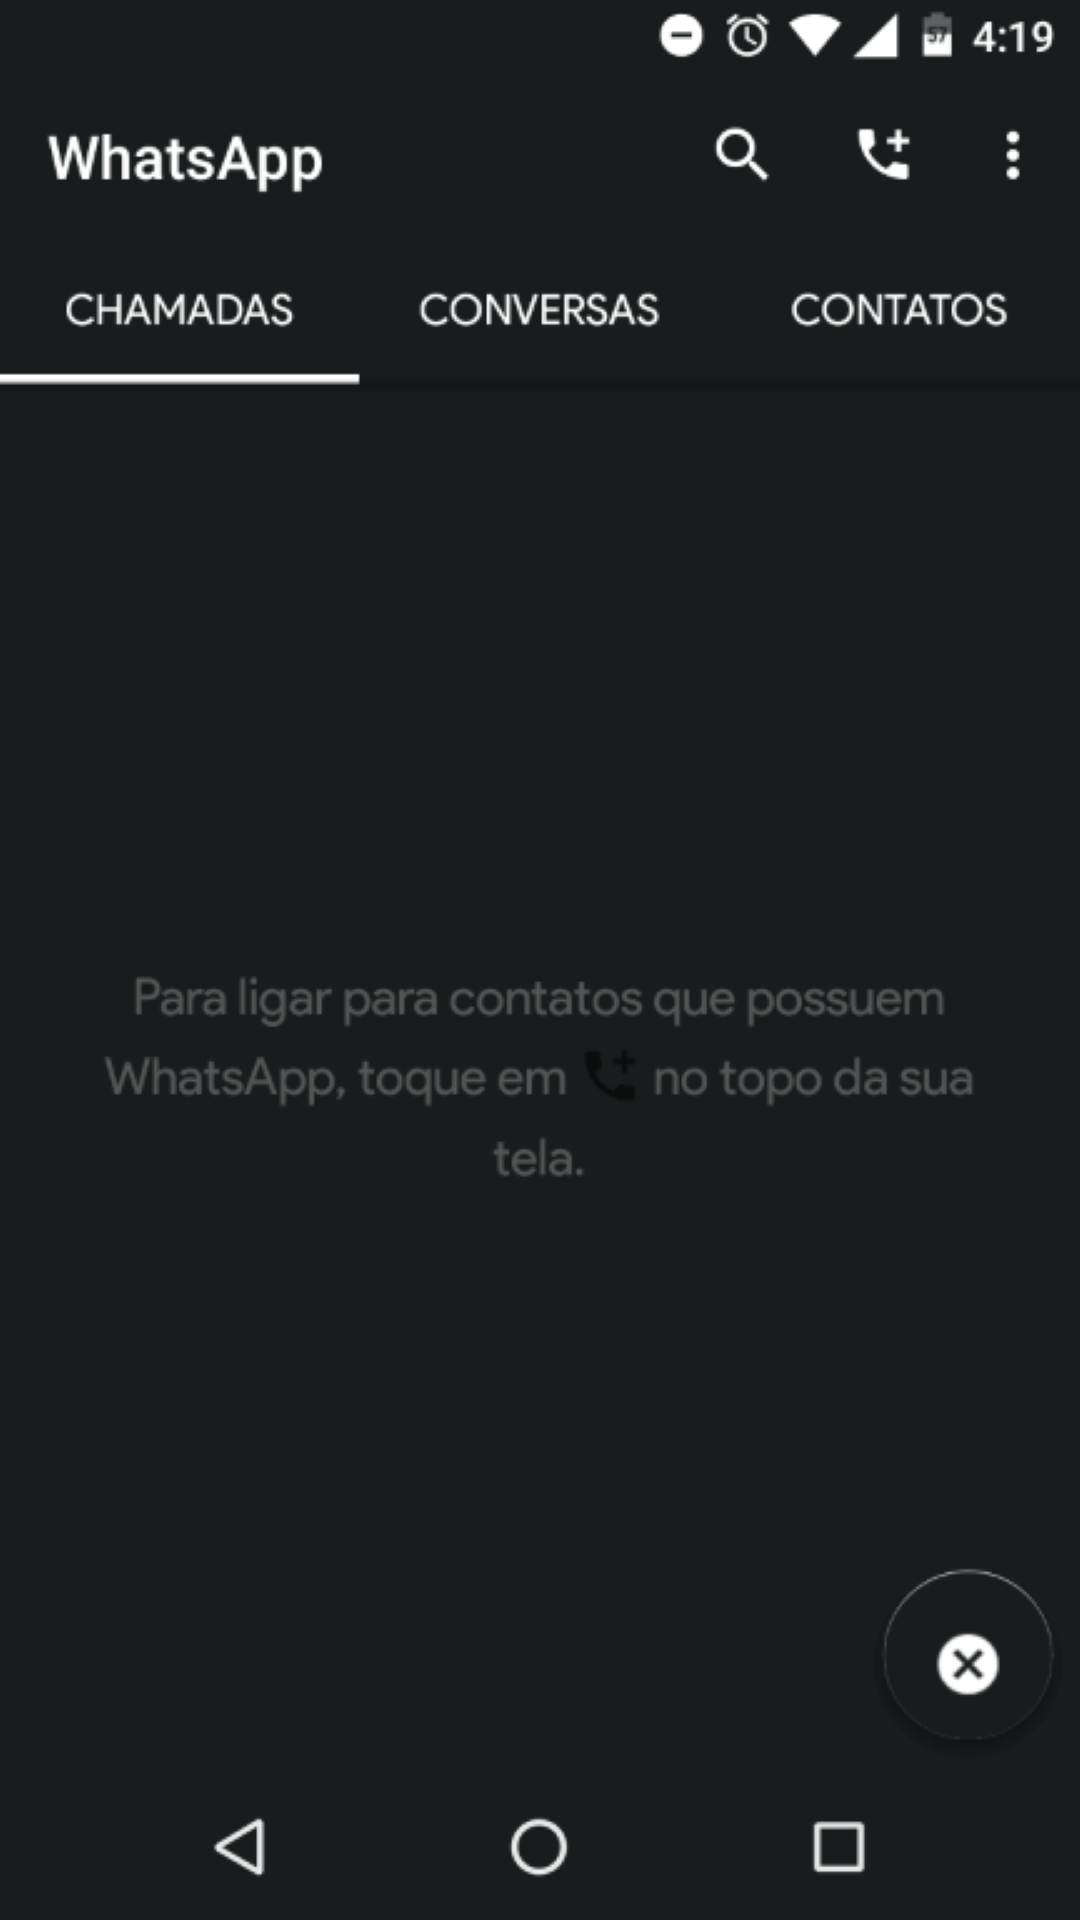 57 4:19
WhatsApp
CHAMADAS CONVERSAS CONTATOS
Para ligar para contatos que possuem
WhatsApp, toque em no topo da sua
tela.